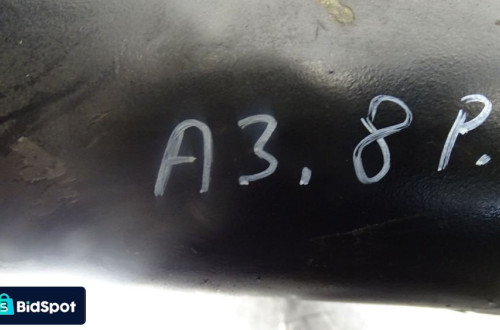 A3. 8P.
S BidSpot